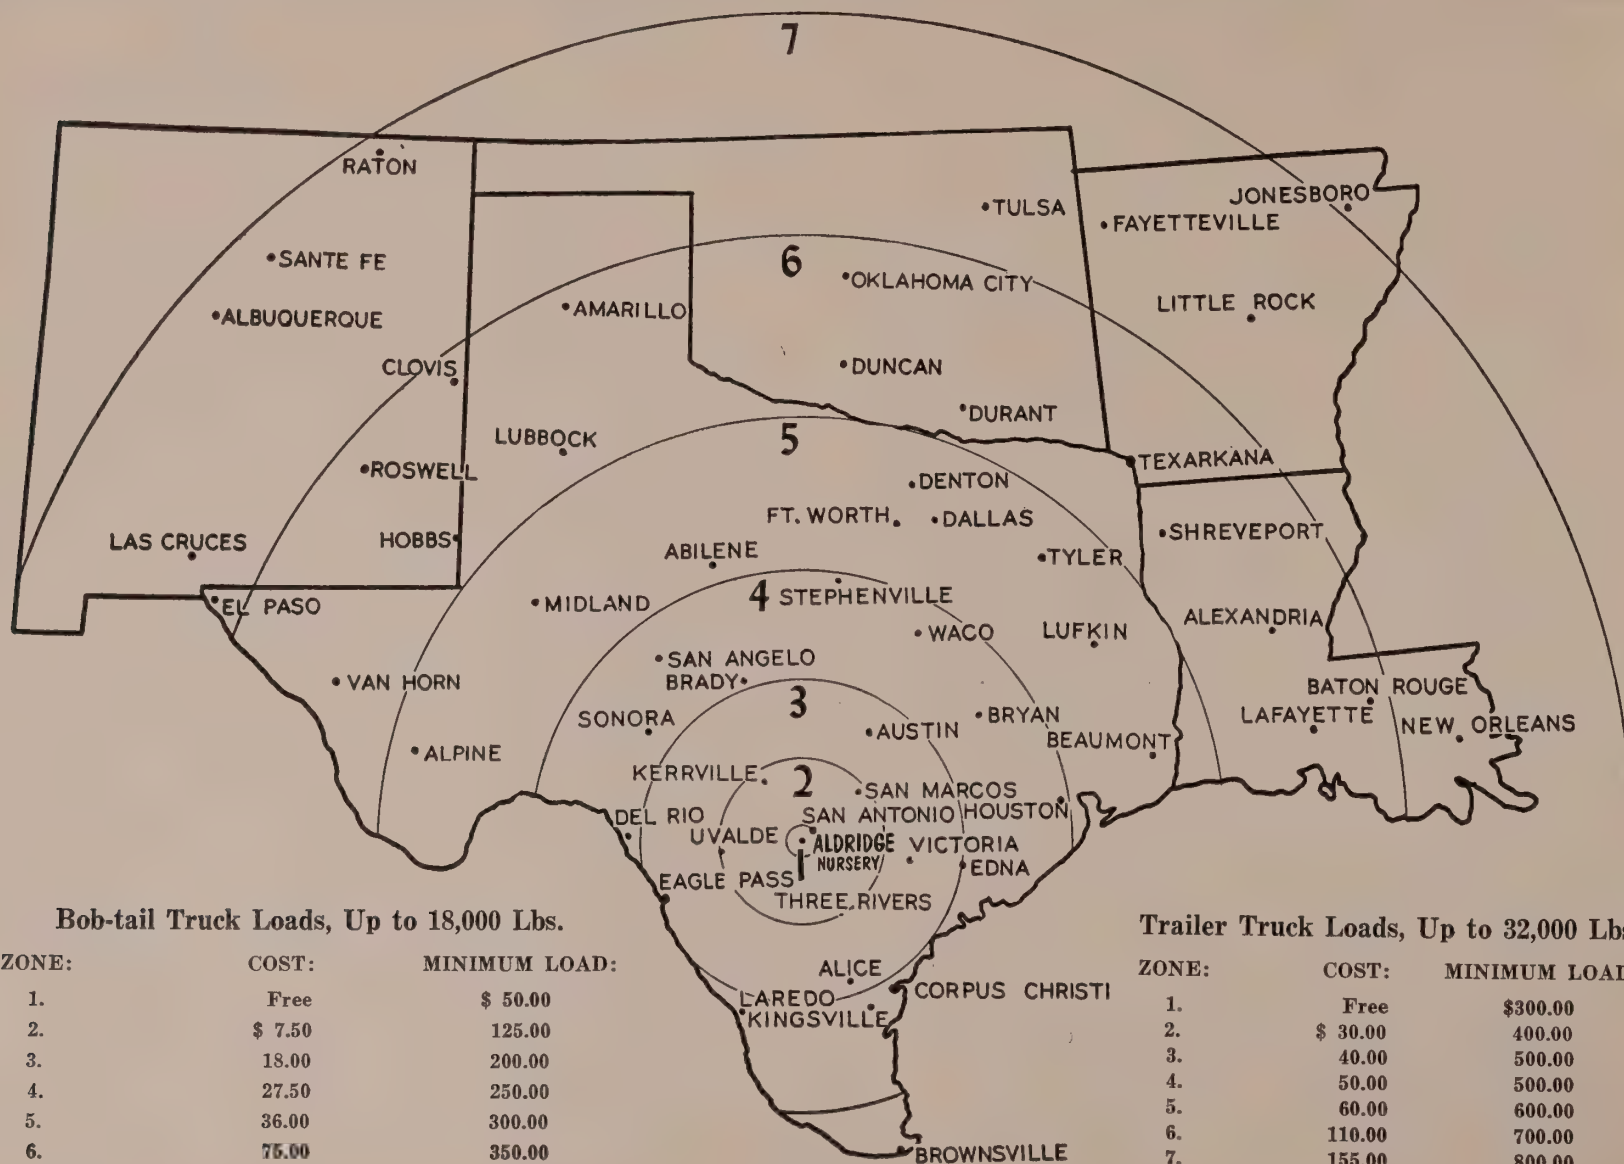 7
RATON
JONESBORO
TULSA
FAYETTEVILLE
SANTE FE
6
OKLAHOMA CITY
AMARILLO
LITTLE ROCK
ALBUQUERQUE
CLOVIS
DUNCAN
DURANT
LUBBOCK
5
TEXARKANA
ROSWELL
DENTON
FT. WORTH
DALLAS
SHREVEPORT
LAS CRUCES
HOBBS
ABILENE
TYLER
4 STEPHENVILLE
EL PASO
MIDLAND
ALEXANDRIA
WACO
LUFKIN
SAN ANGELO
BRADY
VAN HORN
BATON ROUGE
3
SONORA
AUSTIN
BRYAN
LAFAYETTE
NEW ORLEANS
BEAUMONT
ALPINE
KERRVILLE
2
SAN MARCOS
DEL RIO
SAN ANTONIO
HOUSTON
UVALDE
ALDRIDGE
NURSERY
1
VICTORIA
EDNA
EAGLE PASS
THREE RIVERS
ALICE
LAREDO
CORPUS CHRISTI
KINGSVILLE
BROWNSVILLE
Bob-tail Truck Loads, Up to 18,000 Lbs.
ZONE: COST: MINIMUM LOAD:
1. Free $ 50.00
2. $ 7.50 125.00
3. 18.00 200.00
4. 27.50 250.00
5. 36.00 300.00
6. 75.00 350.00
Trailer Truck Loads, Up to 32,000 Lbs
ZONE: COST: MINIMUM LOAD
1. Free $300.00
2. $ 30.00 400.00
3. 40.00 500.00
4. 50.00 500.00
5. 60.00 600.00
6. 110.00 700.00
7. 155.00 800.00